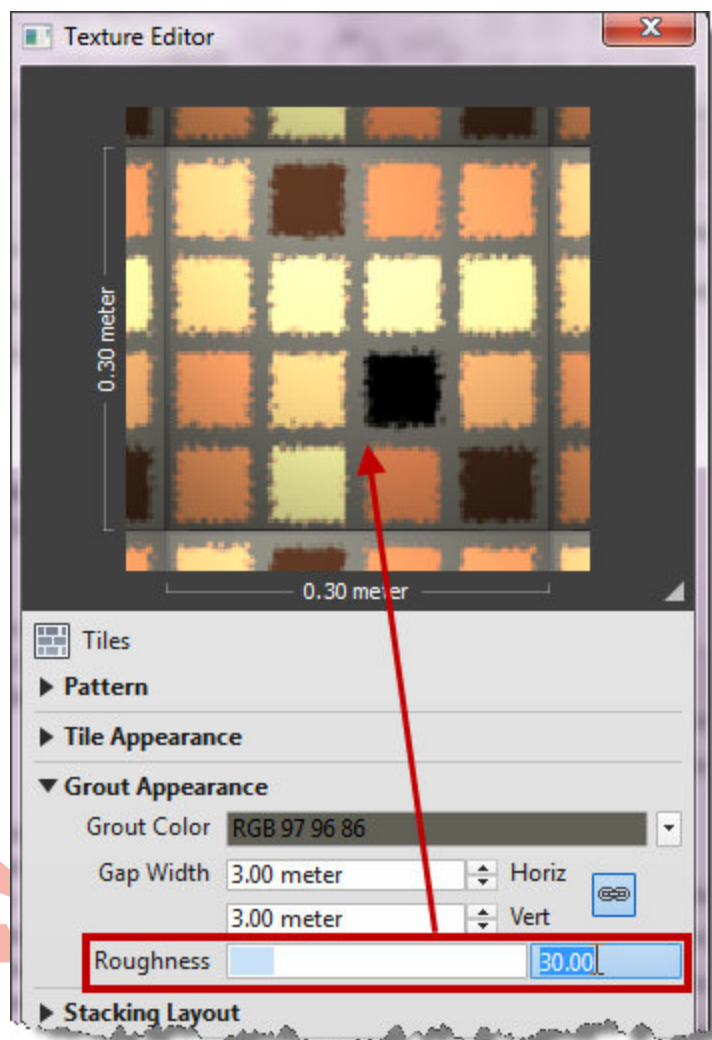 Texture Editor
0.30 meter
0.30 meter
Tiles
Pattern
Tile Appearance
Grout Appearance
Grout Color RGB 97 96 86
Gap Width 3.00 meter Horiz
3.00 meter Vert
Roughness 30.00
Stacking Layout